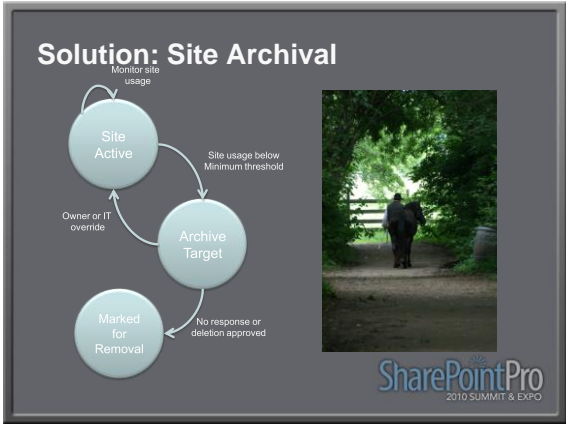 Solution: Site Archival
Monitor site
usage
Site
Active
Site usage below
Minimum threshold
Owner or IT
override
Archive
Target
Marked
for
Removal
No response or
deletion approved
SharePointPro
2010 SUMMIT & EXPO